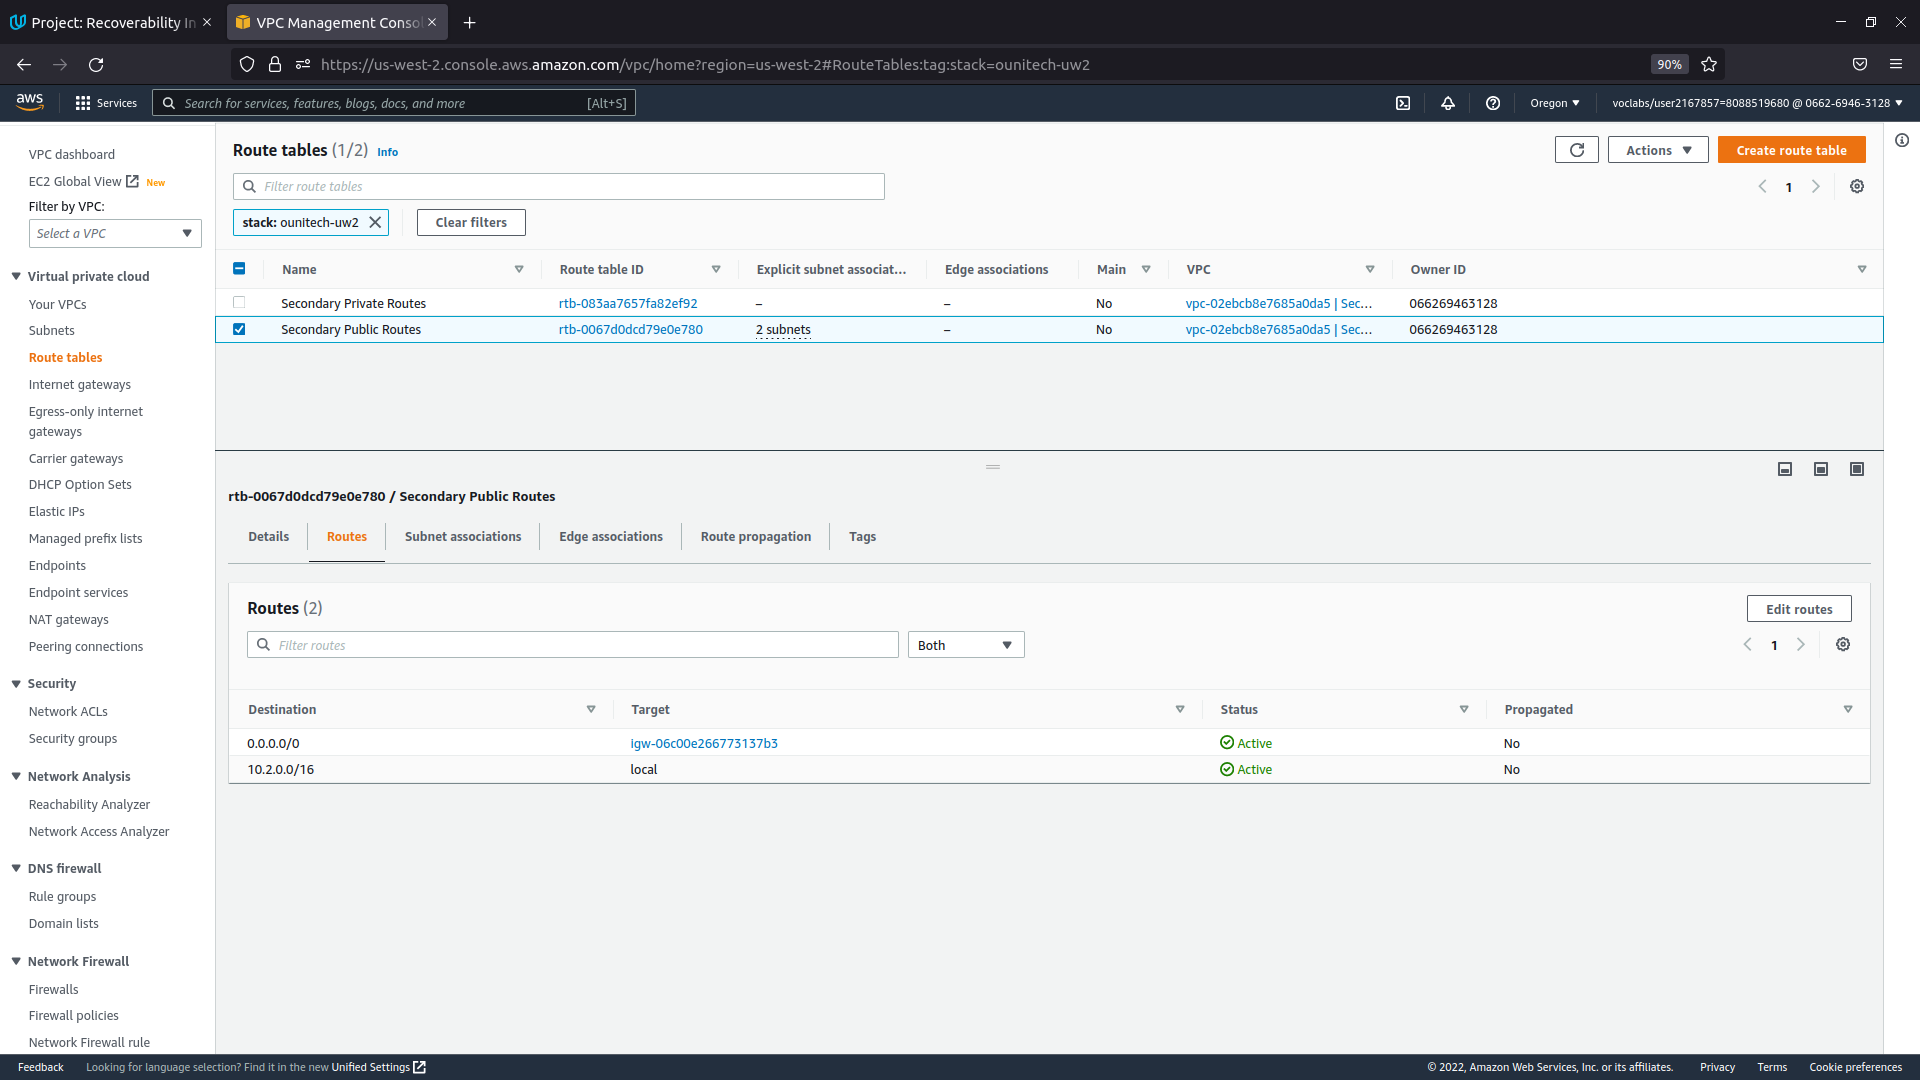 Project: Recoverability In
VPC Management Consol
https://us-west-2.console.aws.amazon.com/vpc/home?region=us-west-2#RouteTables:tag:stack=ounitech-uw2
90%
aws
Services
Search for services, features, blogs, docs, and more
[Alt+S]
Oregon
voclabs/user2167857=8088519680 @ 0662-6946-3128
VPC dashboard
EC2 Global View
New
Filter by VPC:
Select a VPC
Virtual private cloud
Your VPCs
Subnets
Route tables
Internet gateways
Egress-only internet
gateways
Carrier gateways
DHCP Option Sets
Elastic IPs
Managed prefix lists
Endpoints
Endpoint services
NAT gateways
Peering connections
Security
Network ACLs
Security groups
Network Analysis
Reachability Analyzer
Network Access Analyzer
DNS firewall
Rule groups
Domain lists
Network Firewall
Firewalls
Firewall policies
Network Firewall rule
Route tables (1/2) Info
Actions
Create route table
Filter route tables
1
stack: ounitech-uw2
Clear filters
Name Route table ID Explicit subnet associat... Edge associations Main VPC Owner ID
Secondary Private Routes rtb-083aa7657fa82ef92 – – No vpc-02ebcb8e7685a0da5 | Sec... 066269463128
Secondary Public Routes rtb-0067d0dcd79e0e780 2 subnets – No vpc-02ebcb8e7685a0da5 | Sec... 066269463128
rtb-0067d0dcd79e0e780 / Secondary Public Routes
Details Routes Subnet associations Edge associations Route propagation Tags
Routes (2)
Edit routes
Filter routes
Both
1
Destination Target Status Propagated
0.0.0.0/0 igw-06c00e266773137b3 Active No
10.2.0.0/16 local Active No
Feedback
Looking for language selection? Find it in the new Unified Settings
© 2022, Amazon Web Services, Inc. or its affiliates.
Privacy
Terms
Cookie preferences